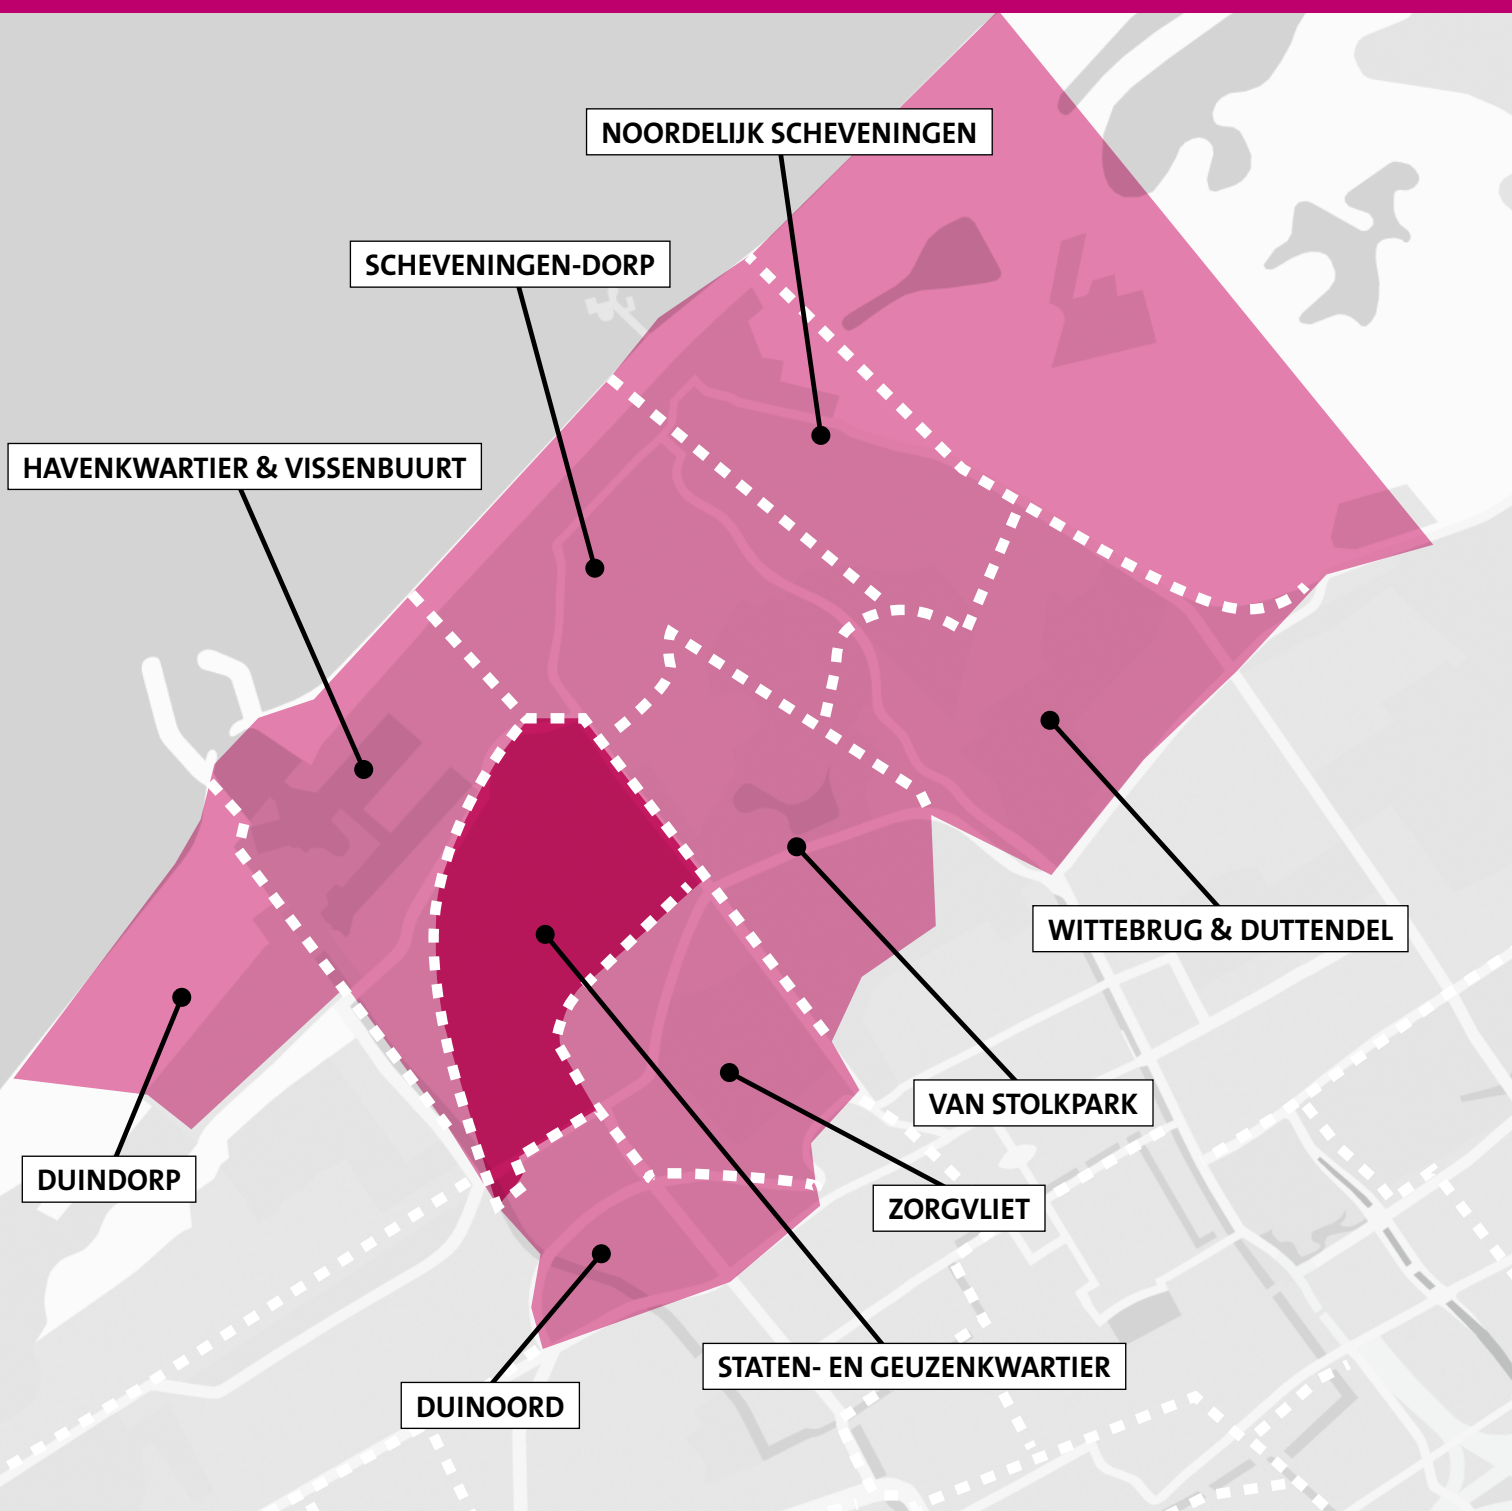 NOORDELIJK SCHEVENINGEN
SCHEVENINGEN-DORP
HAVENKWARTIER & VISSENBUURT
WITTEBRUG & DUTTENDEL
VAN STOLKPARK
DUINDORP
ZORGVLIET
STATEN- EN GEUZENKWARTIER
DUINOORD